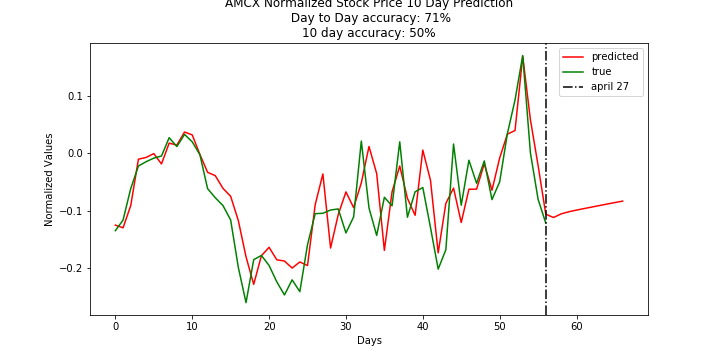 AMCX Normalized Stock Price 10 Day Prediction
Day to Day accuracy: 71%
10 day accuracy: 50%
predicted
true
april 27
0.1
0.0
−0.1
−0.2
Normalized Values
0
10
20
30
40
50
60
Days